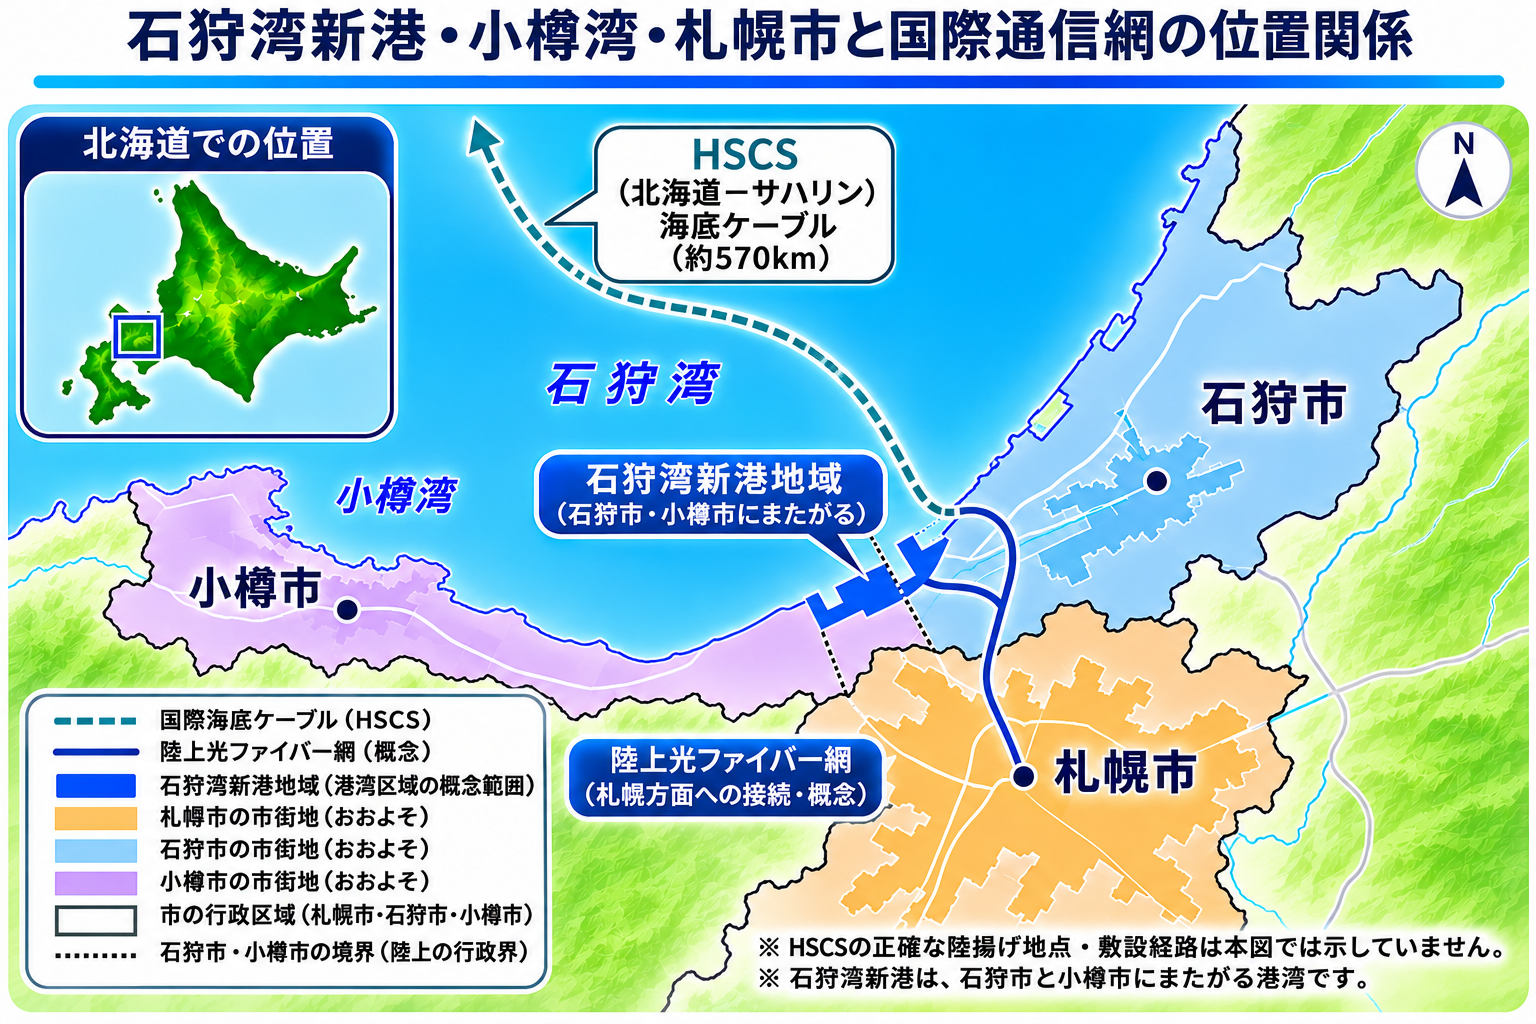 石狩湾新港・小樽湾・札幌市と国際通信網の位置関係
北海道での位置
HSCS
（北海道－サハリン）
海底ケーブル
（約570km）
N
石狩湾
石狩市
小樽湾
石狩湾新港地域
（石狩市・小樽市にまたがる）
小樽市
陸上光ファイバー網
（札幌方面への接続・概念）
札幌市
国際海底ケーブル（HSCS）
陸上光ファイバー網（概念）
石狩湾新港地域（港湾区域の概念範囲）
札幌市の市街地（おおよそ）
石狩市の市街地（おおよそ）
小樽市の市街地（おおよそ）
市の行政区域（札幌市・石狩市・小樽市）
石狩市・小樽市の境界（陸上の行政界）
※ HSCSの正確な陸揚げ地点・敷設経路は本図では示していません。
※ 石狩湾新港は、石狩市と小樽市にまたがる港湾です。